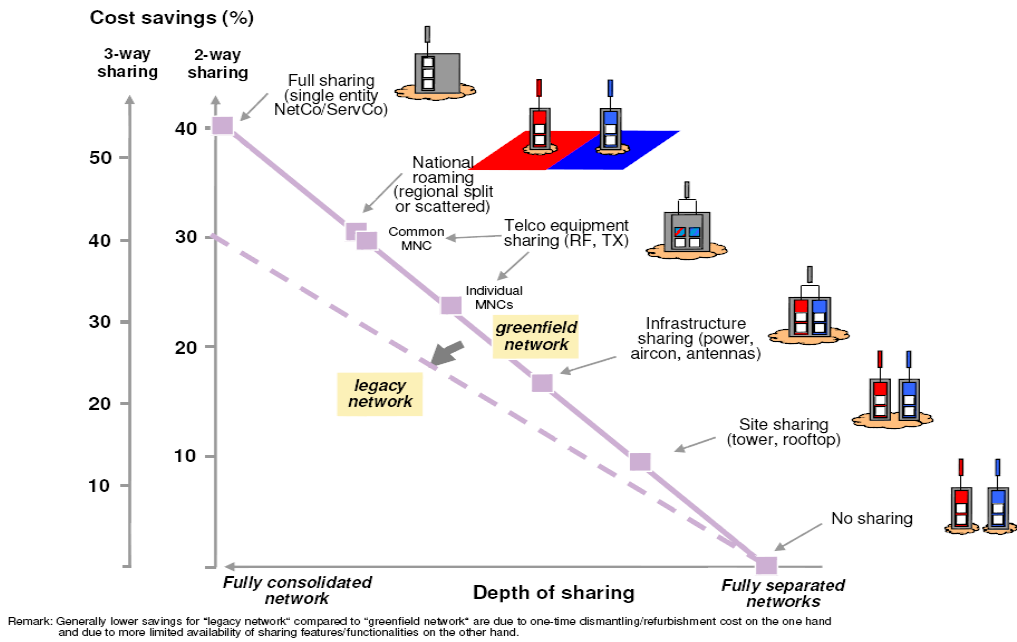 Cost savings (%)
3-way
sharing
2-way
sharing
Full sharing
(single entity
NetCo/ServCo)
40
50
National
roaming
(regional split
or scattered)
Common
MNC
Telco equipment
sharing (RF, TX)
30
40
Individual
MNCs
30
greenfield
network
Infrastructure
sharing (power,
aircon, antennas)
20
legacy
network
20
Site sharing
(tower, rooftop)
10
10
No sharing
Fully consolidated
network
Depth of sharing
Fully separated
networks
Remark: Generally lower savings for "legacy network" compared to "greenfield network" are due to one-time dismantling/refurbishment cost on the one hand
and due to more limited availability of sharing features/functionalities on the other hand.